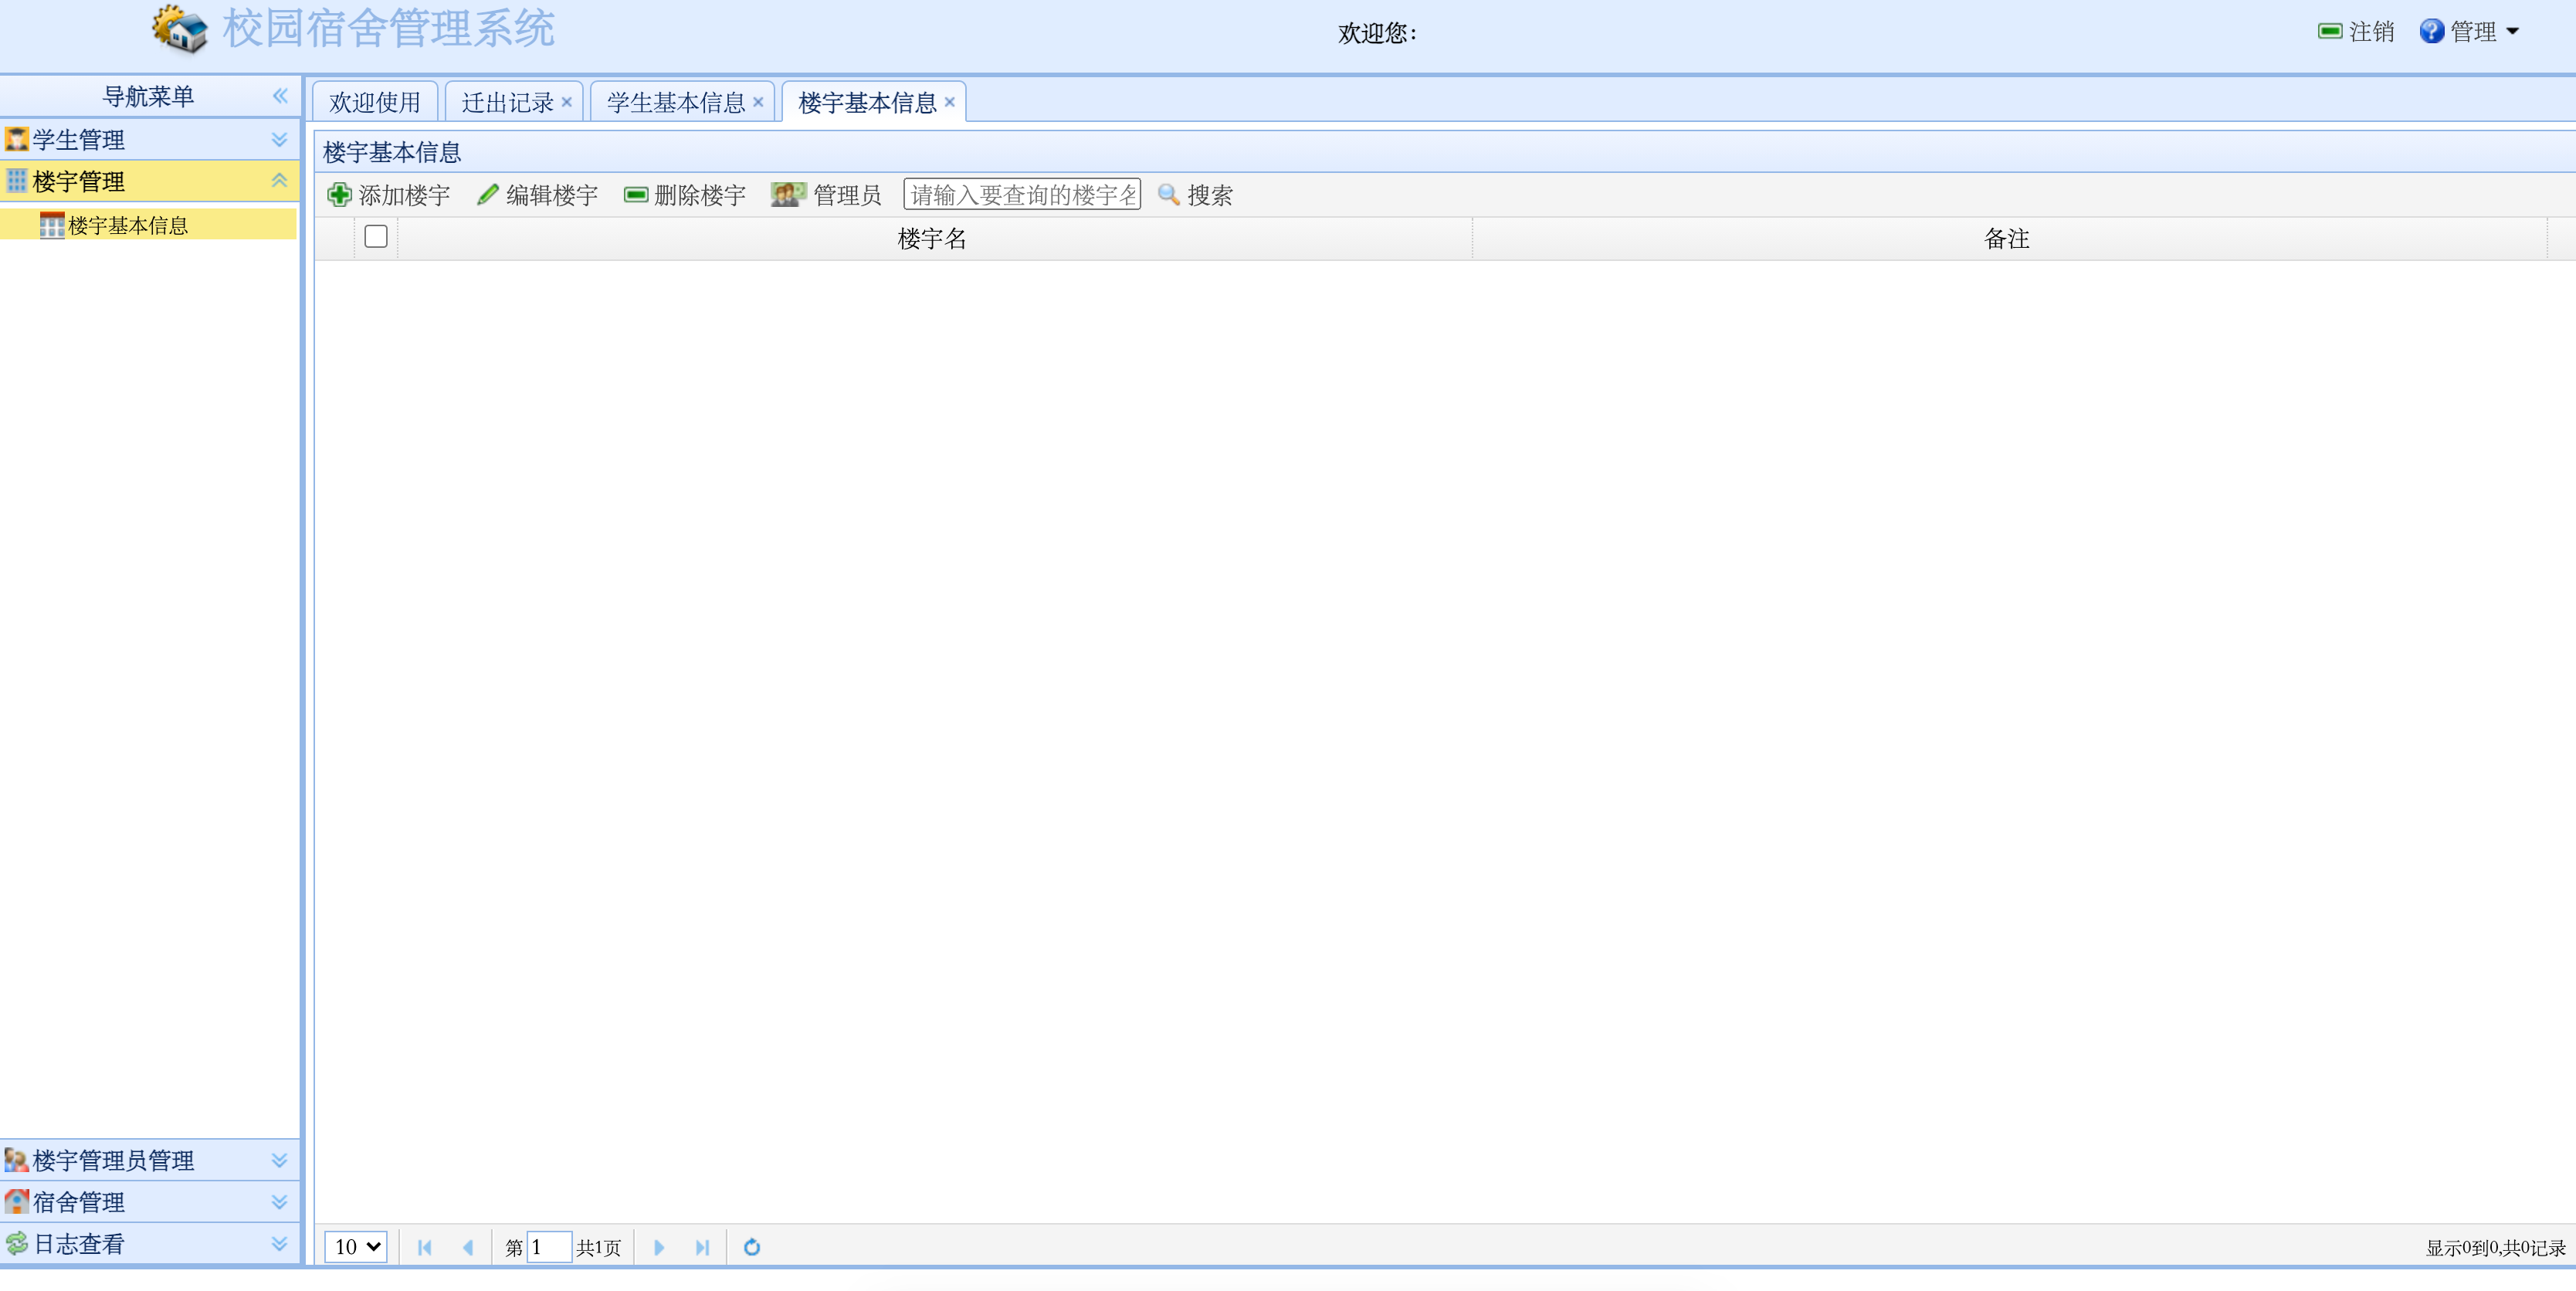 校园宿舍管理系统
欢迎您：
注销 管理
导航菜单
欢迎使用 迁出记录 学生基本信息 楼宇基本信息
学生管理
楼宇基本信息
楼宇管理
添加楼宇 编辑楼宇 删除楼宇 管理员 请输入要查询的楼宇名 搜索
楼宇基本信息
楼宇名 备注
楼宇管理员管理
宿舍管理
日志查看
10 第 1 共1页
显示0到0,共0记录